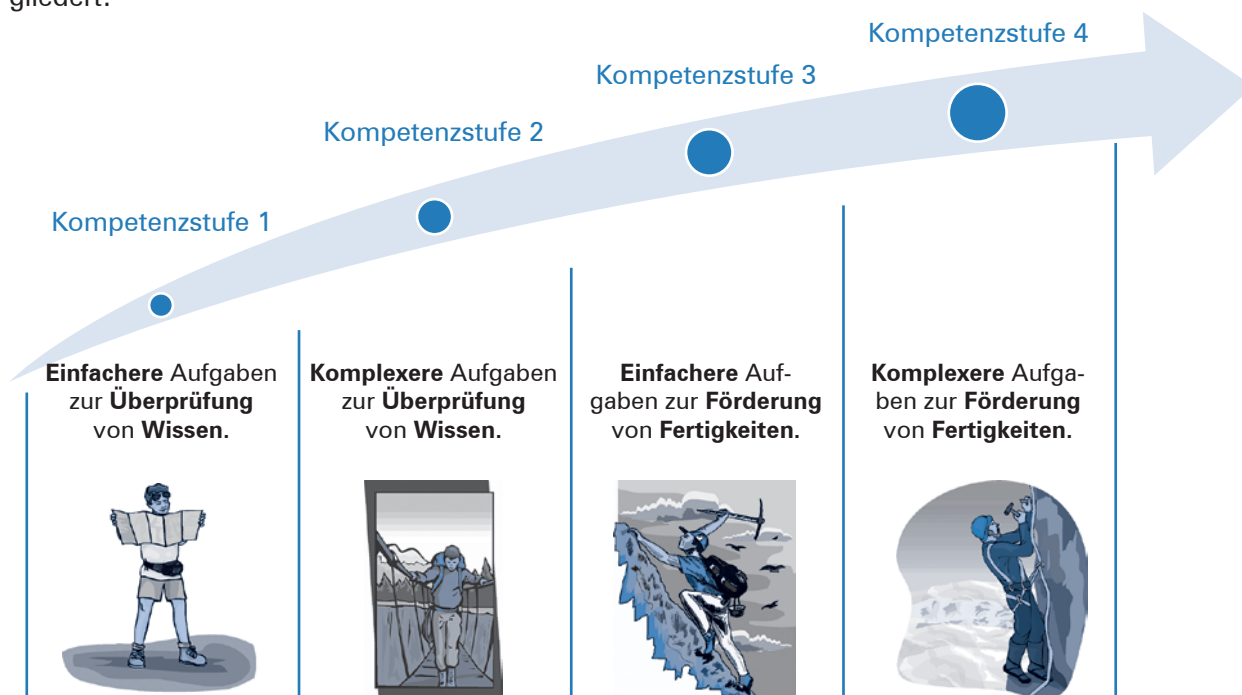 gliedert:
Kompetenzstufe 4
Kompetenzstufe 3
Kompetenzstufe 2
Kompetenzstufe 1
Einfachere Aufgaben
zur Überprüfung
von Wissen.
Komplexere Aufgaben
zur Überprüfung
von Wissen.
Einfachere Auf-
gaben zur Förderung
von Fertigkeiten.
Komplexere Aufga-
ben zur Förderung
von Fertigkeiten.